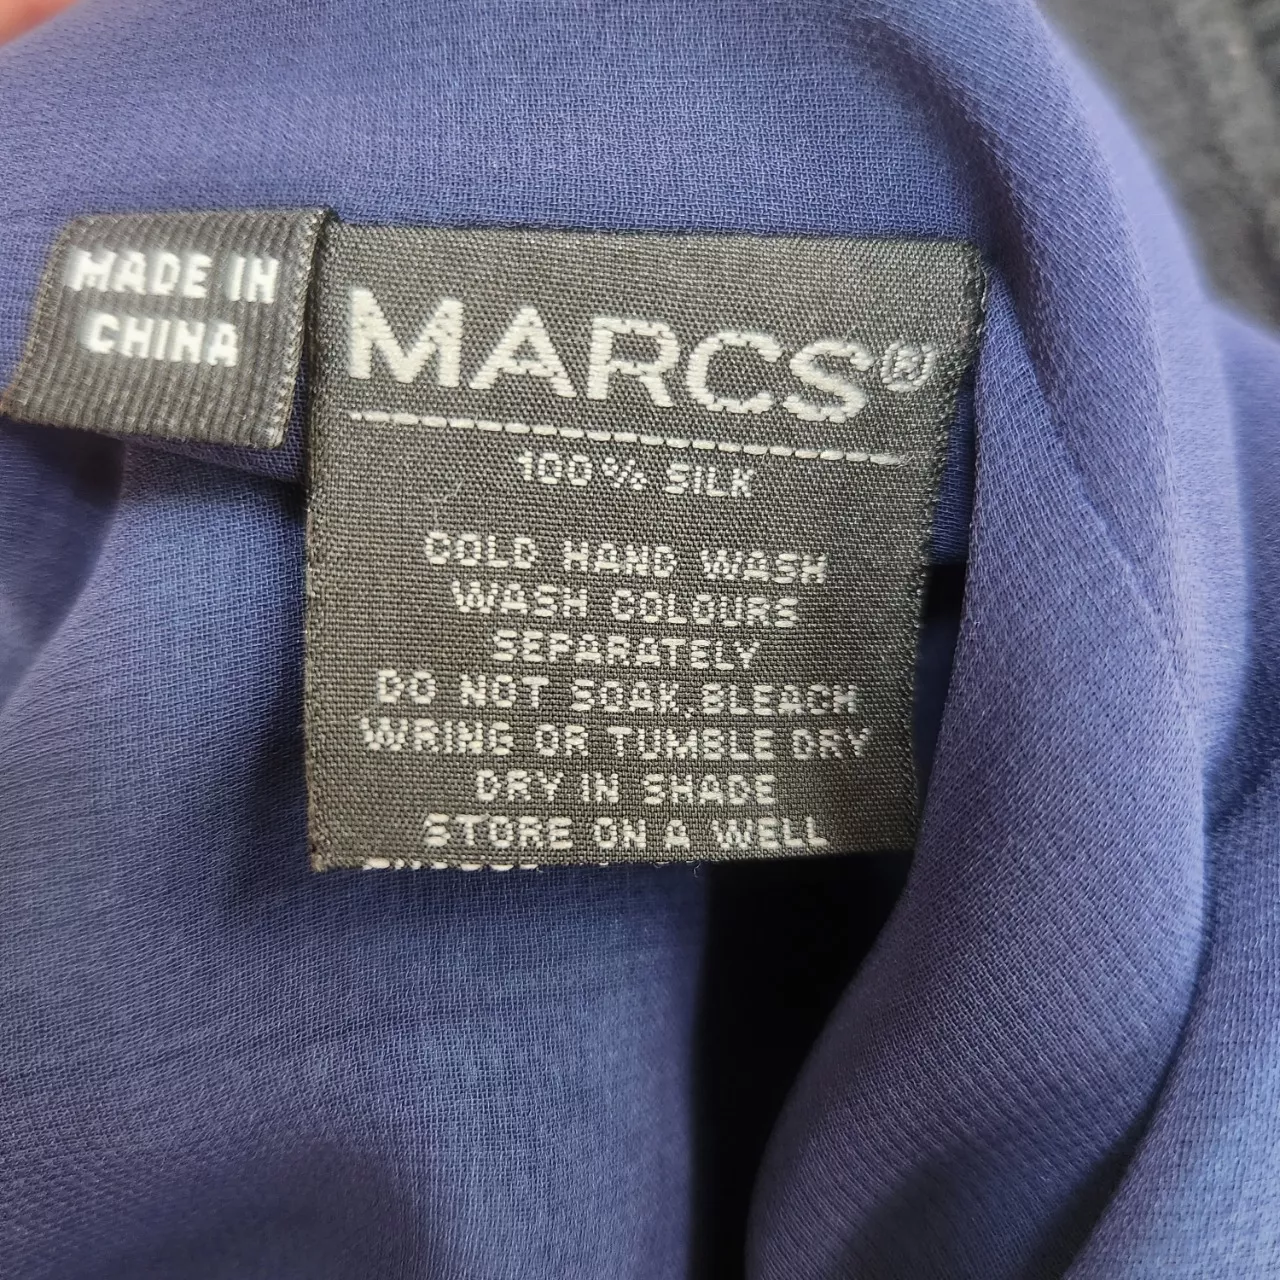 MADE IN
CHINA
MARCS®
100% SILK
COLD HAND WASH
WASH COLOURS
SEPARATELY
DO NOT SOAK, BLEACH
WRING OR TUMBLE DRY
DRY IN SHADE
STORE ON A WELL